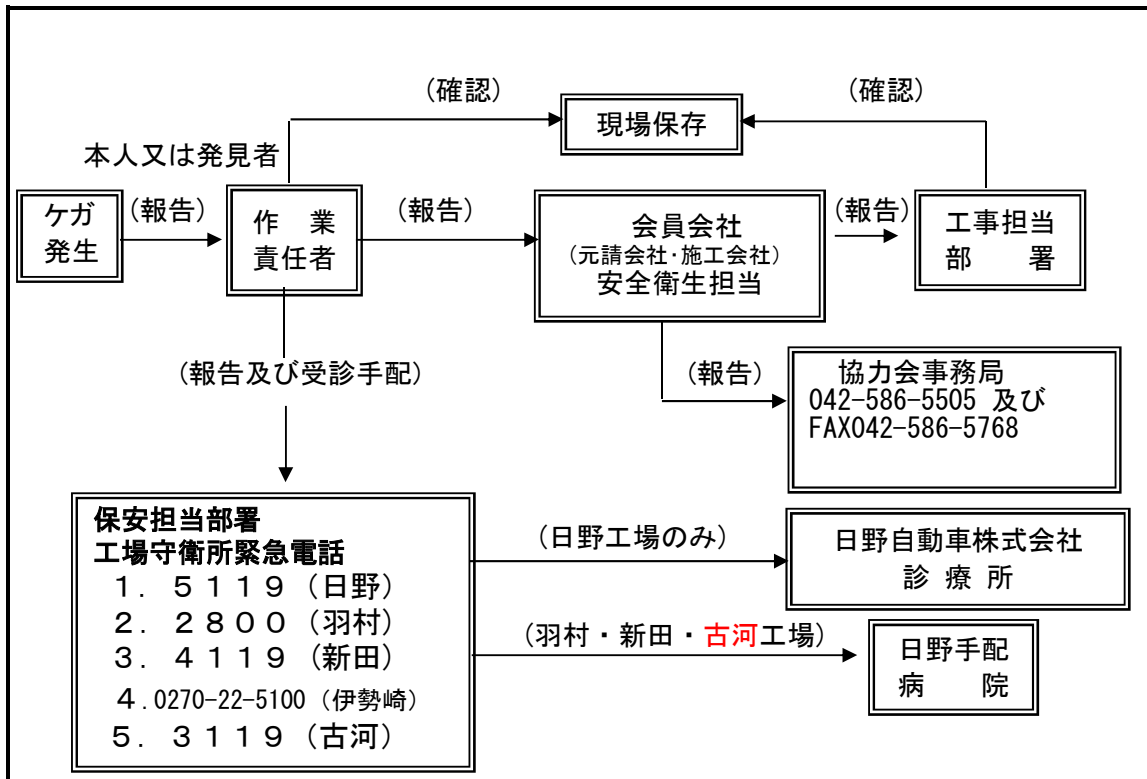 (確認)
(確認)
現場保存
本人又は発見者
ケガ
発生
(報告)
作　業
責任者
(報告)
会員会社
(元請会社・施工会社)
安全衛生担当
(報告)
工事担当
部　　署
(報告及び受診手配)
(報告)
協力会事務局
042-586-5505 及び
FAX042-586-5768
保安担当部署
工場守衛所緊急電話
1. 5119 (日野)
2. 2800 (羽村)
3. 4119 (新田)
4.0270-22-5100 (伊勢崎)
5. 3119 (古河)
(日野工場のみ)
日野自動車株式会社
診 療 所
(羽村・新田・古河工場)
日野手配
病　　院